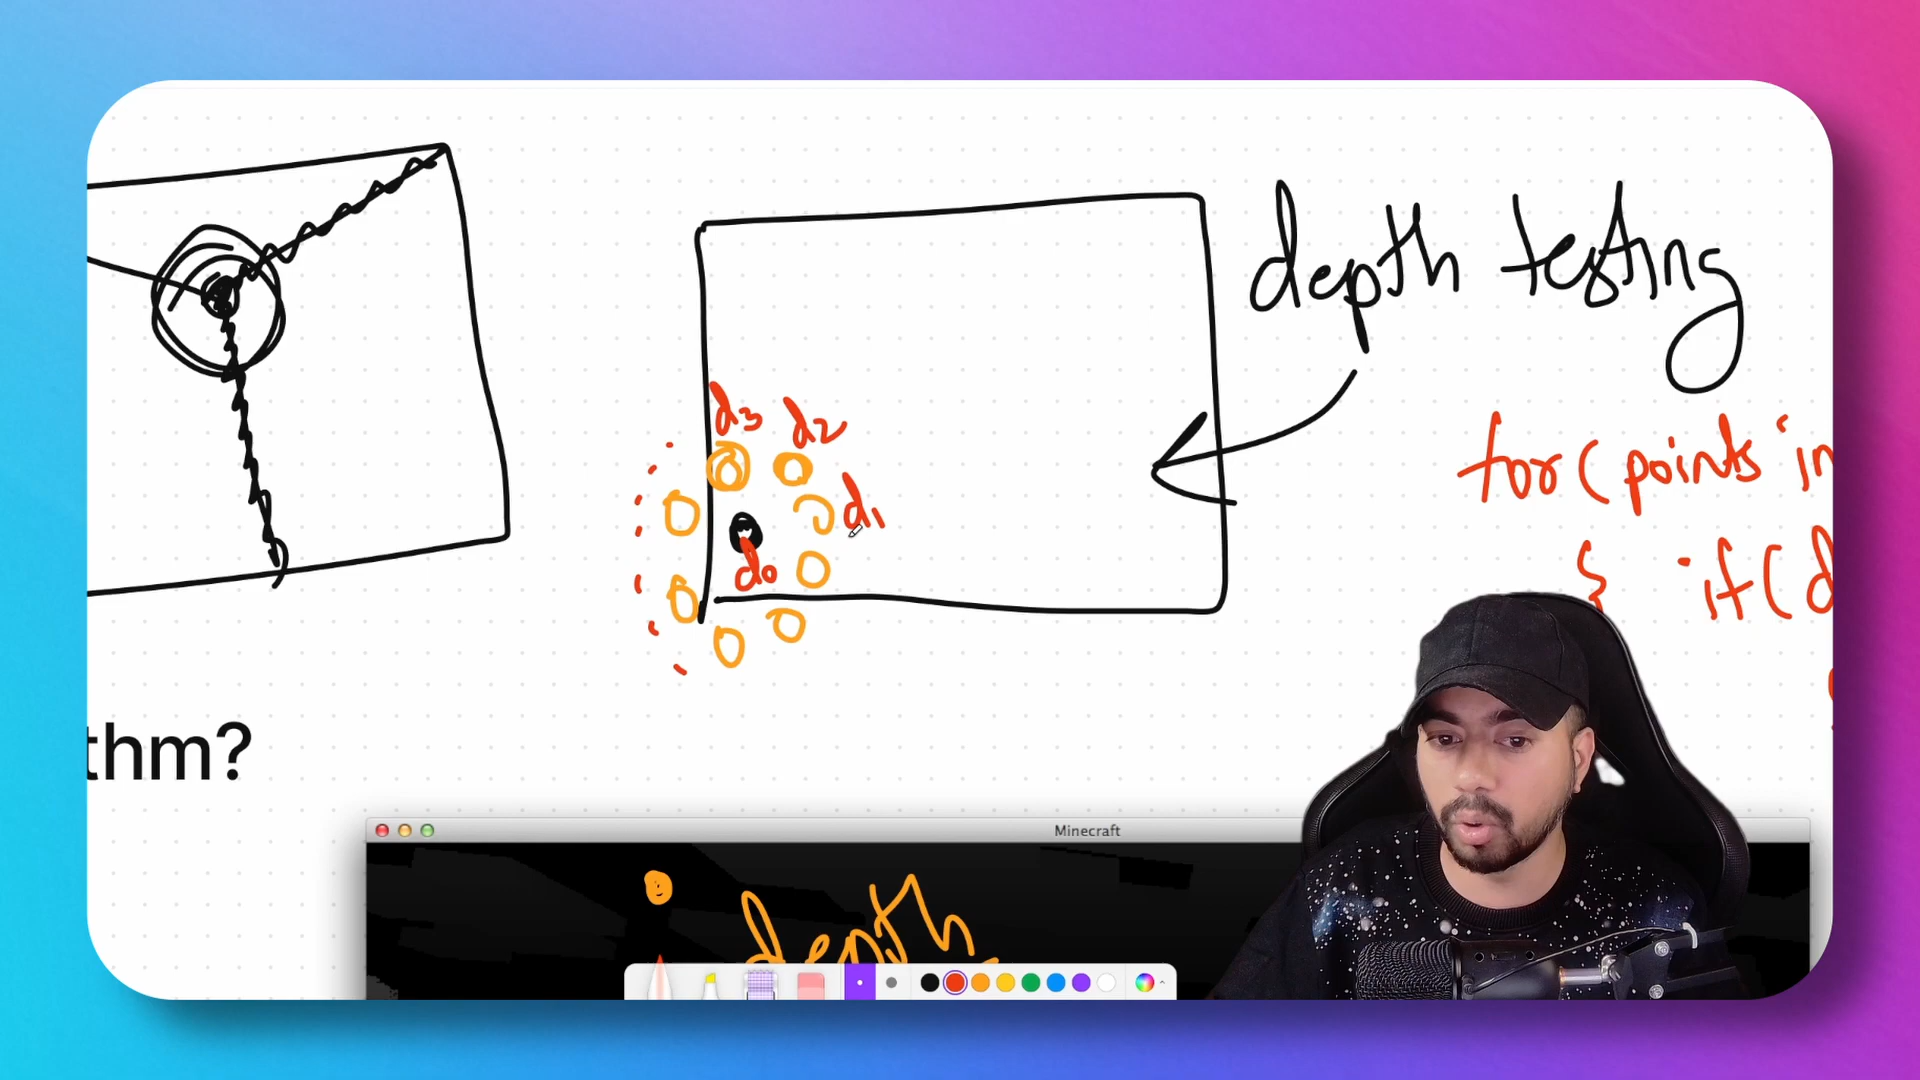 depth testing
d3 d2
d1
d0
for ( points in
{ if ( d
thm?
Minecraft
depth